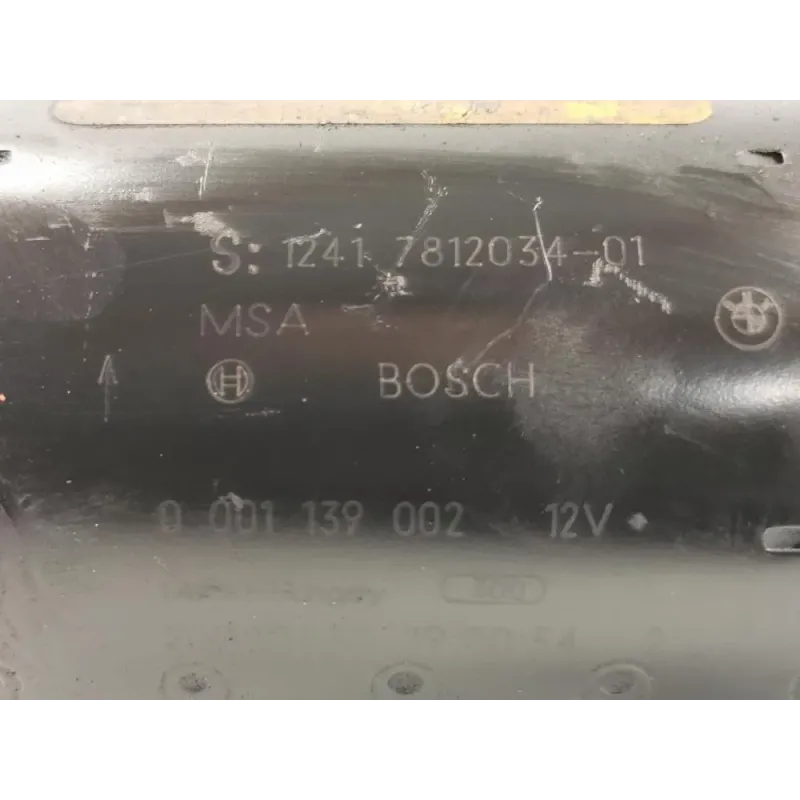 S: 1241 7812034-01
MSA
H BOSCH
0 001 139 002 12V